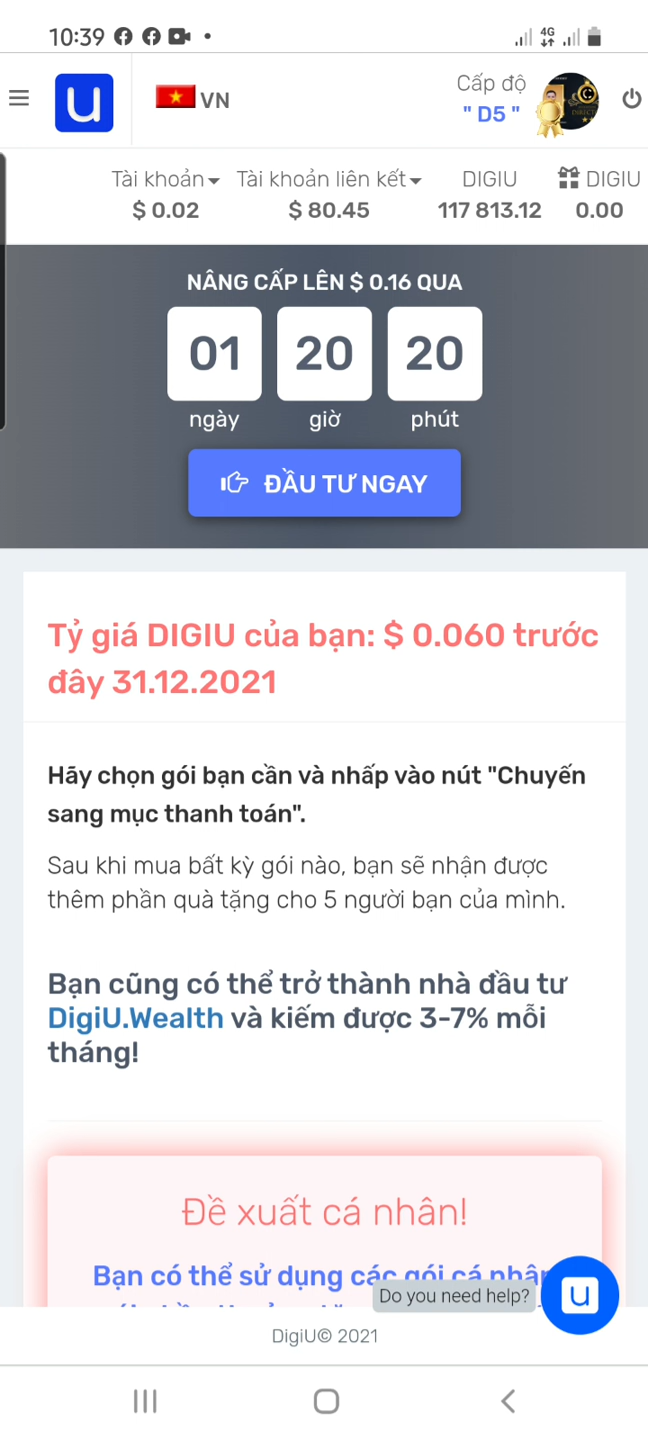 10:39
4G
VN
Cấp độ
" D5 "
Tài khoản Tài khoản liên kết DIGIU DIGIU
$ 0.02 $ 80.45 117 813.12 0.00
NÂNG CẤP LÊN $ 0.16 QUA
01 20 20
ngày giờ phút
ĐẦU TƯ NGAY
Tỷ giá DIGIU của bạn: $ 0.060 trước
đây 31.12.2021
Hãy chọn gói bạn cần và nhấp vào nút "Chuyển
sang mục thanh toán".
Sau khi mua bất kỳ gói nào, bạn sẽ nhận được
thêm phần quà tặng cho 5 người bạn của mình.
Bạn cũng có thể trở thành nhà đầu tư
DigiU.Wealth và kiếm được 3-7% mỗi
tháng!
Đề xuất cá nhân!
Bạn có thể sử dụng các gói cá nhân
Do you need help?
u
DigiU© 2021